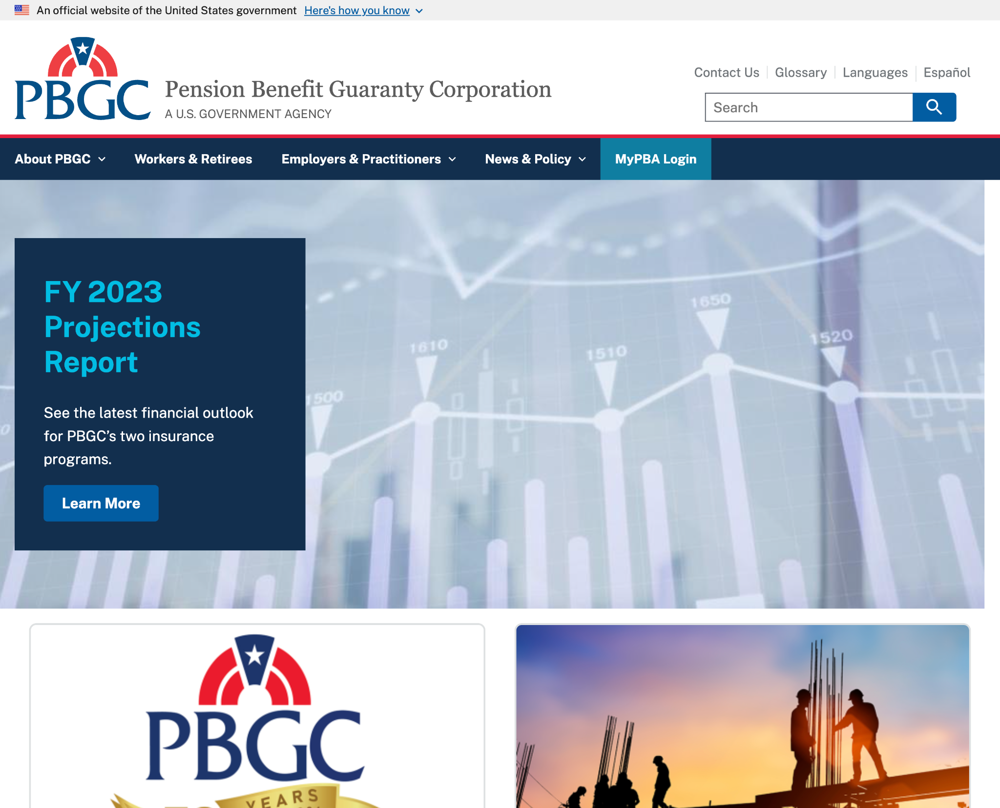 An official website of the United States government Here's how you know
PBGC
Pension Benefit Guaranty Corporation
A U.S. GOVERNMENT AGENCY
Contact Us Glossary Languages Español
Search
About PBGC Workers & Retirees Employers & Practitioners News & Policy MyPBA Login
FY 2023
Projections
Report
See the latest financial outlook
for PBGC’s two insurance
programs.
Learn More
1500
1610
1510
1650
1520
PBGC
YEARS